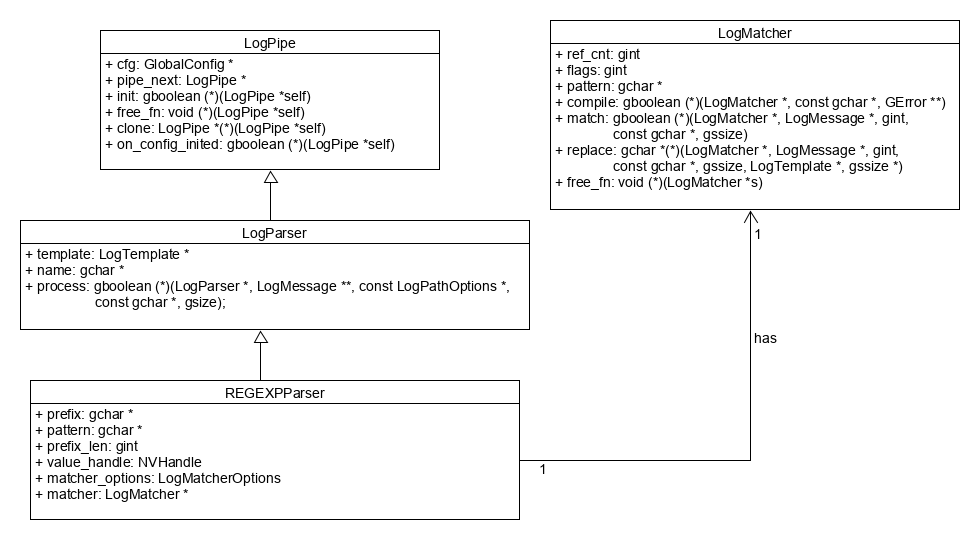 LogPipe
+ cfg: GlobalConfig *
+ pipe_next: LogPipe *
+ init: gboolean (*)(LogPipe *self)
+ free_fn: void (*)(LogPipe *self)
+ clone: LogPipe *(*)(LogPipe *self)
+ on_config_inited: gboolean (*)(LogPipe *self)
LogMatcher
+ ref_cnt: gint
+ flags: gint
+ pattern: gchar *
+ compile: gboolean (*)(LogMatcher *, const gchar *, GError **)
+ match: gboolean (*)(LogMatcher *, LogMessage *, gint,
const gchar *, gssize)
+ replace: gchar *(*)(LogMatcher *, LogMessage *, gint,
const gchar *, gssize, LogTemplate *, gssize *)
+ free_fn: void (*)(LogMatcher *s)
LogParser
+ template: LogTemplate *
+ name: gchar *
+ process: gboolean (*)(LogParser *, LogMessage **, const LogPathOptions *,
const gchar *, gsize);
1
has
REGEXPParser
+ prefix: gchar *
+ pattern: gchar *
+ prefix_len: gint
+ value_handle: NVHandle
+ matcher_options: LogMatcherOptions
+ matcher: LogMatcher *
1